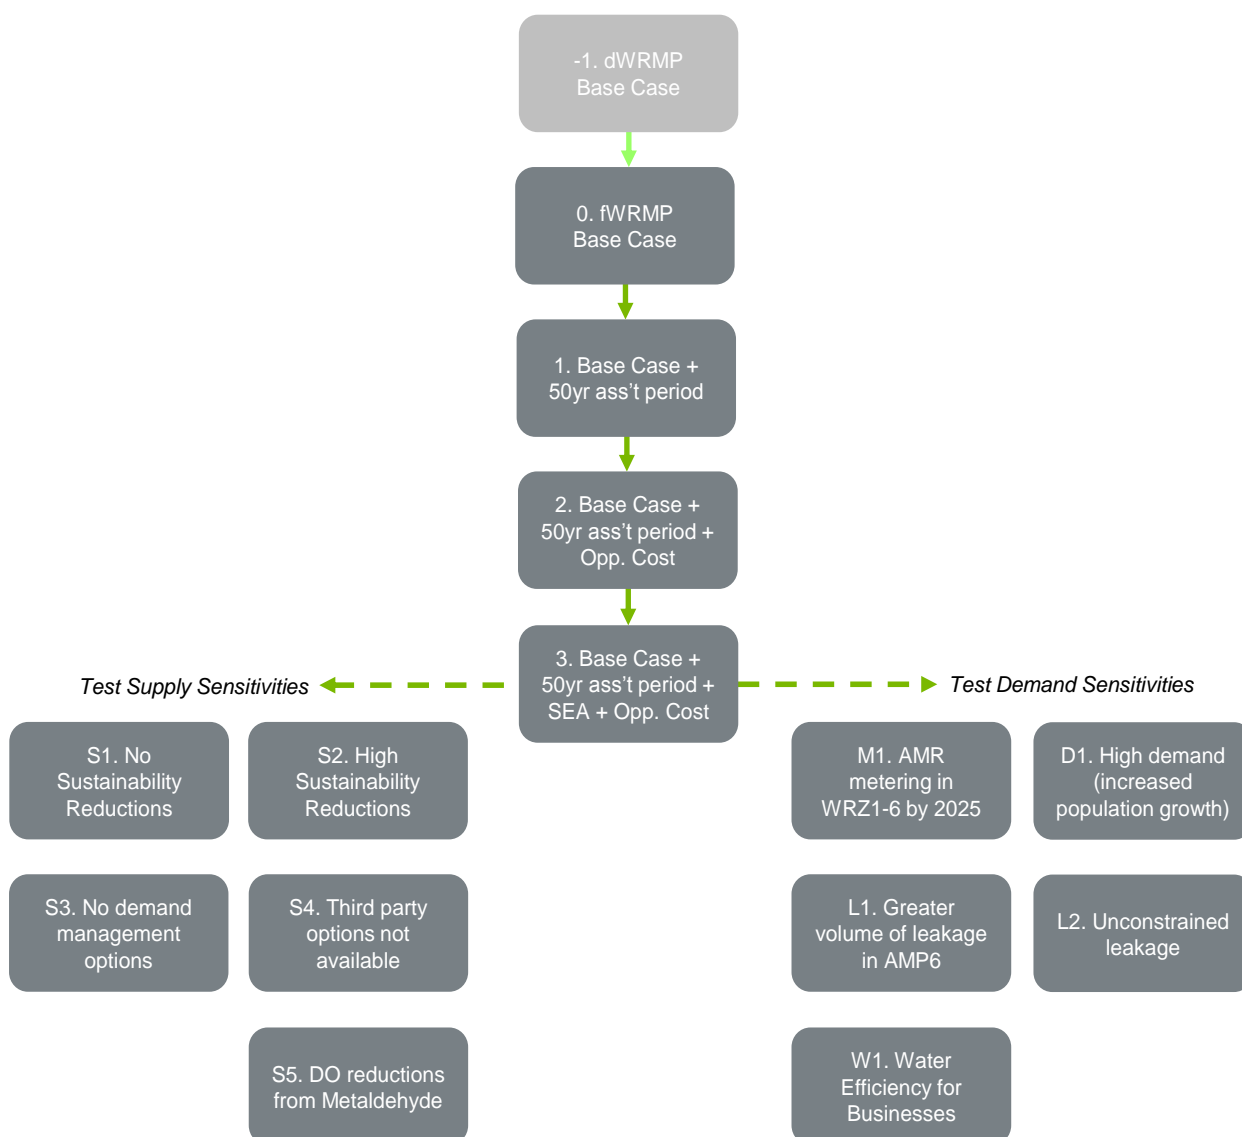 -1. dWRMP
Base Case
0. fWRMP
Base Case
1. Base Case +
50yr ass't period
2. Base Case +
50yr ass't period +
Opp. Cost
3. Base Case +
50yr ass't period +
SEA + Opp. Cost
Test Supply Sensitivities
Test Demand Sensitivities
S1. No
Sustainability
Reductions
S2. High
Sustainability
Reductions
M1. AMR
metering in
WRZ1-6 by 2025
D1. High demand
(increased
population growth)
S3. No demand
management
options
S4. Third party
options not
available
L1. Greater
volume of leakage
in AMP6
L2. Unconstrained
leakage
S5. DO reductions
from Metaldehyde
W1. Water
Efficiency for
Businesses